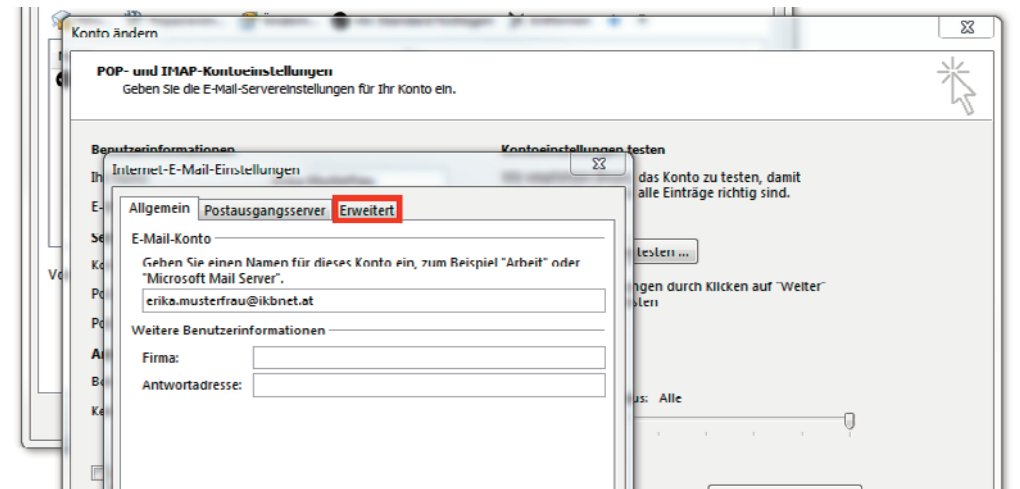 Konto ändern
POP- und IMAP-Kontoeinstellungen
Geben Sie die E-Mail-Servereinstellungen für Ihr Konto ein.
Benutzerinformationen
Kontoeinstellungen testen
das Konto zu testen, damit
alle Einträge richtig sind.
testen ...
ngen durch Klicken auf "Weiter"
sten
us: Alle
Internet-E-Mail-Einstellungen
Allgemein Postausgangsserver Erweitert
E-Mail-Konto
Geben Sie einen Namen für dieses Konto ein, zum Beispiel "Arbeit" oder
"Microsoft Mail Server".
erika.musterfrau@ikbnet.at
Weitere Benutzerinformationen
Firma:
Antwortadresse: